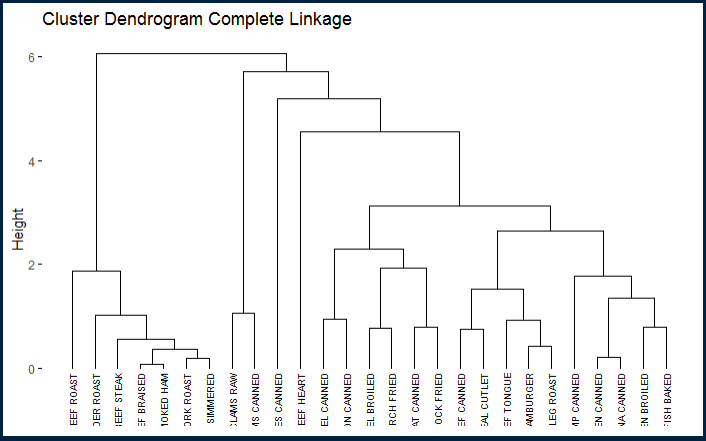 Cluster Dendrogram Complete Linkage
6
4
Height
2
0
EEF ROAST
DER ROAST
EEF STEAK
EF BRAISED
MOKED HAM
ORK ROAST
SIMMERED
CLAMS RAW
MS CANNED
ES CANNED
EEF HEART
EL CANNED
ON CANNED
EL BROILED
RCH FRIED
AT CANNED
OCK FRIED
EF CANNED
EAL CUTLET
EF TONGUE
AMBURGER
LEG ROAST
MP CANNED
EN CANNED
NA CANNED
EN BROILED
FISH BAKED